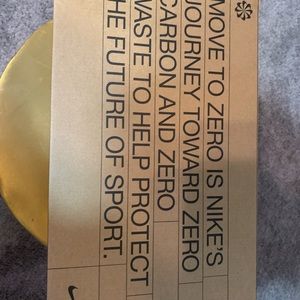 MOVE TO ZERO IS NIKE'S
JOURNEY TOWARD ZERO
CARBON AND ZERO
WASTE TO HELP PROTECT
THE FUTURE OF SPORT.